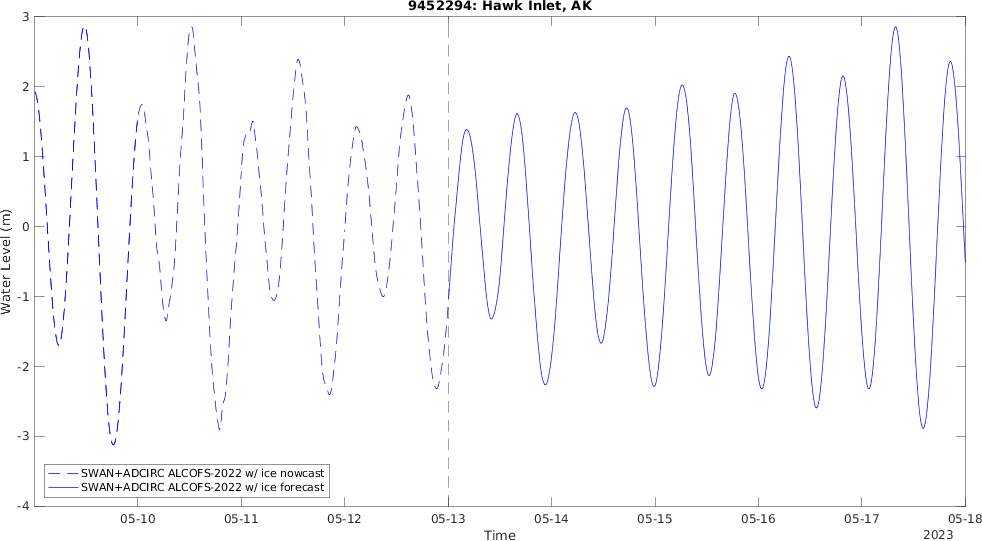 9452294: Hawk Inlet, AK
3
2
1
0
-1
-2
-3
-4
Water Level (m)
SWAN+ADCIRC ALCOFS-2022 w/ ice nowcast
SWAN+ADCIRC ALCOFS-2022 w/ ice forecast
05-10 05-11 05-12 05-13 05-14 05-15 05-16 05-17 05-18
Time
2023